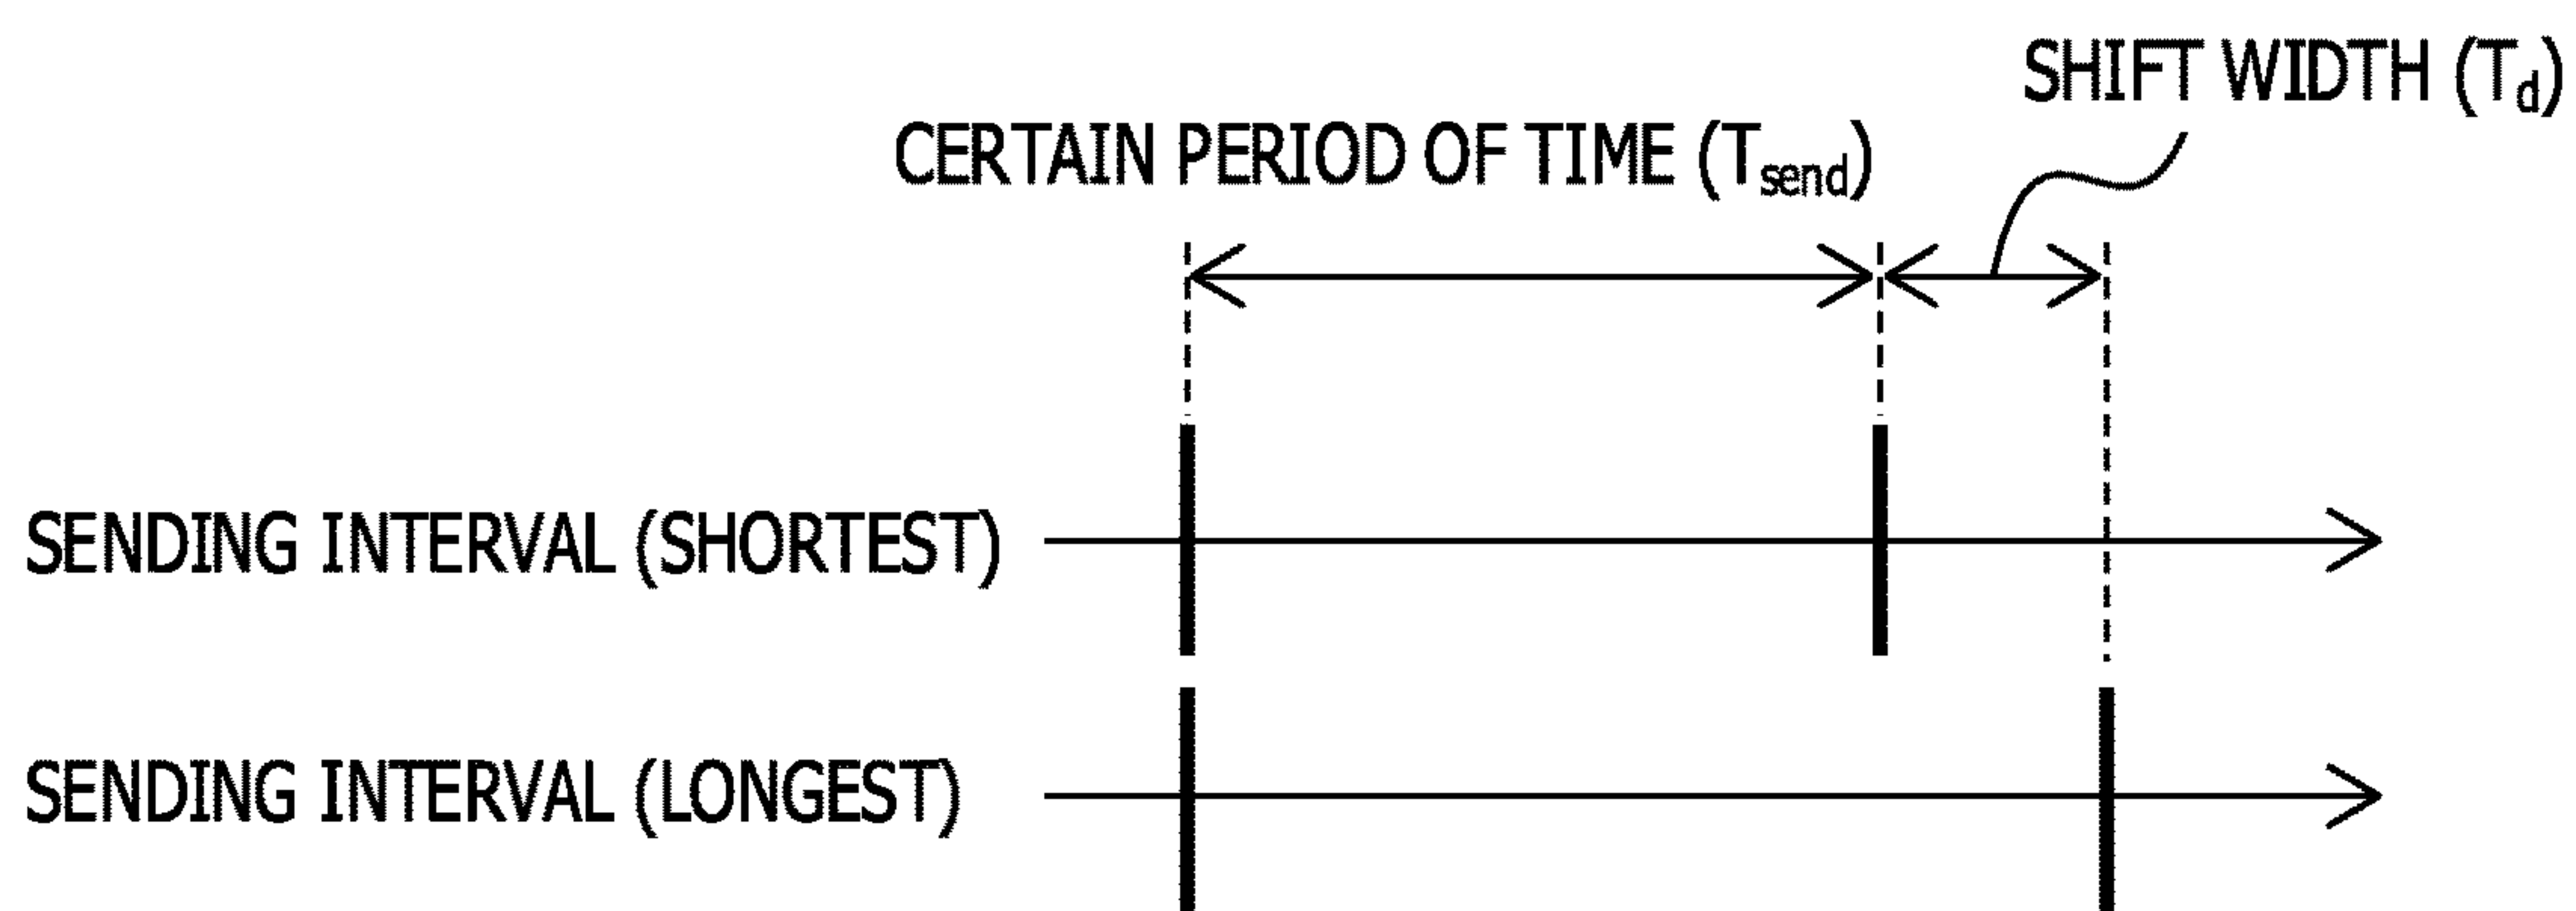 SHIFT WIDTH (Td)
CERTAIN PERIOD OF TIME (Tsend)
SENDING INTERVAL (SHORTEST)
SENDING INTERVAL (LONGEST)